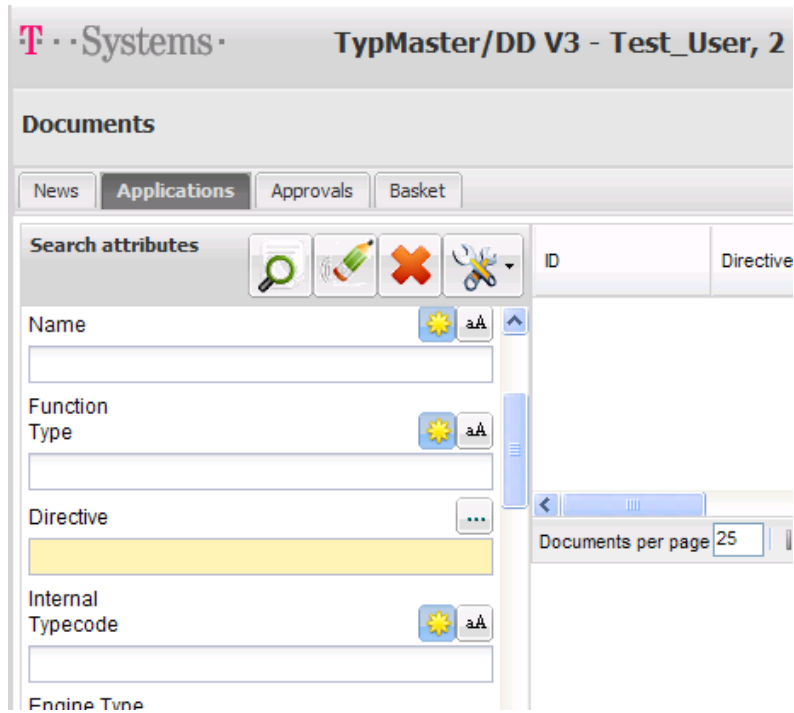 T··Systems·
TypMaster/DD V3 - Test_User, 2
Documents
News Applications Approvals Basket
Search attributes
ID Directive
Name
aA
Function
Type
aA
Directive
...
Documents per page 25
Internal
Typecode
aA
Engine Type